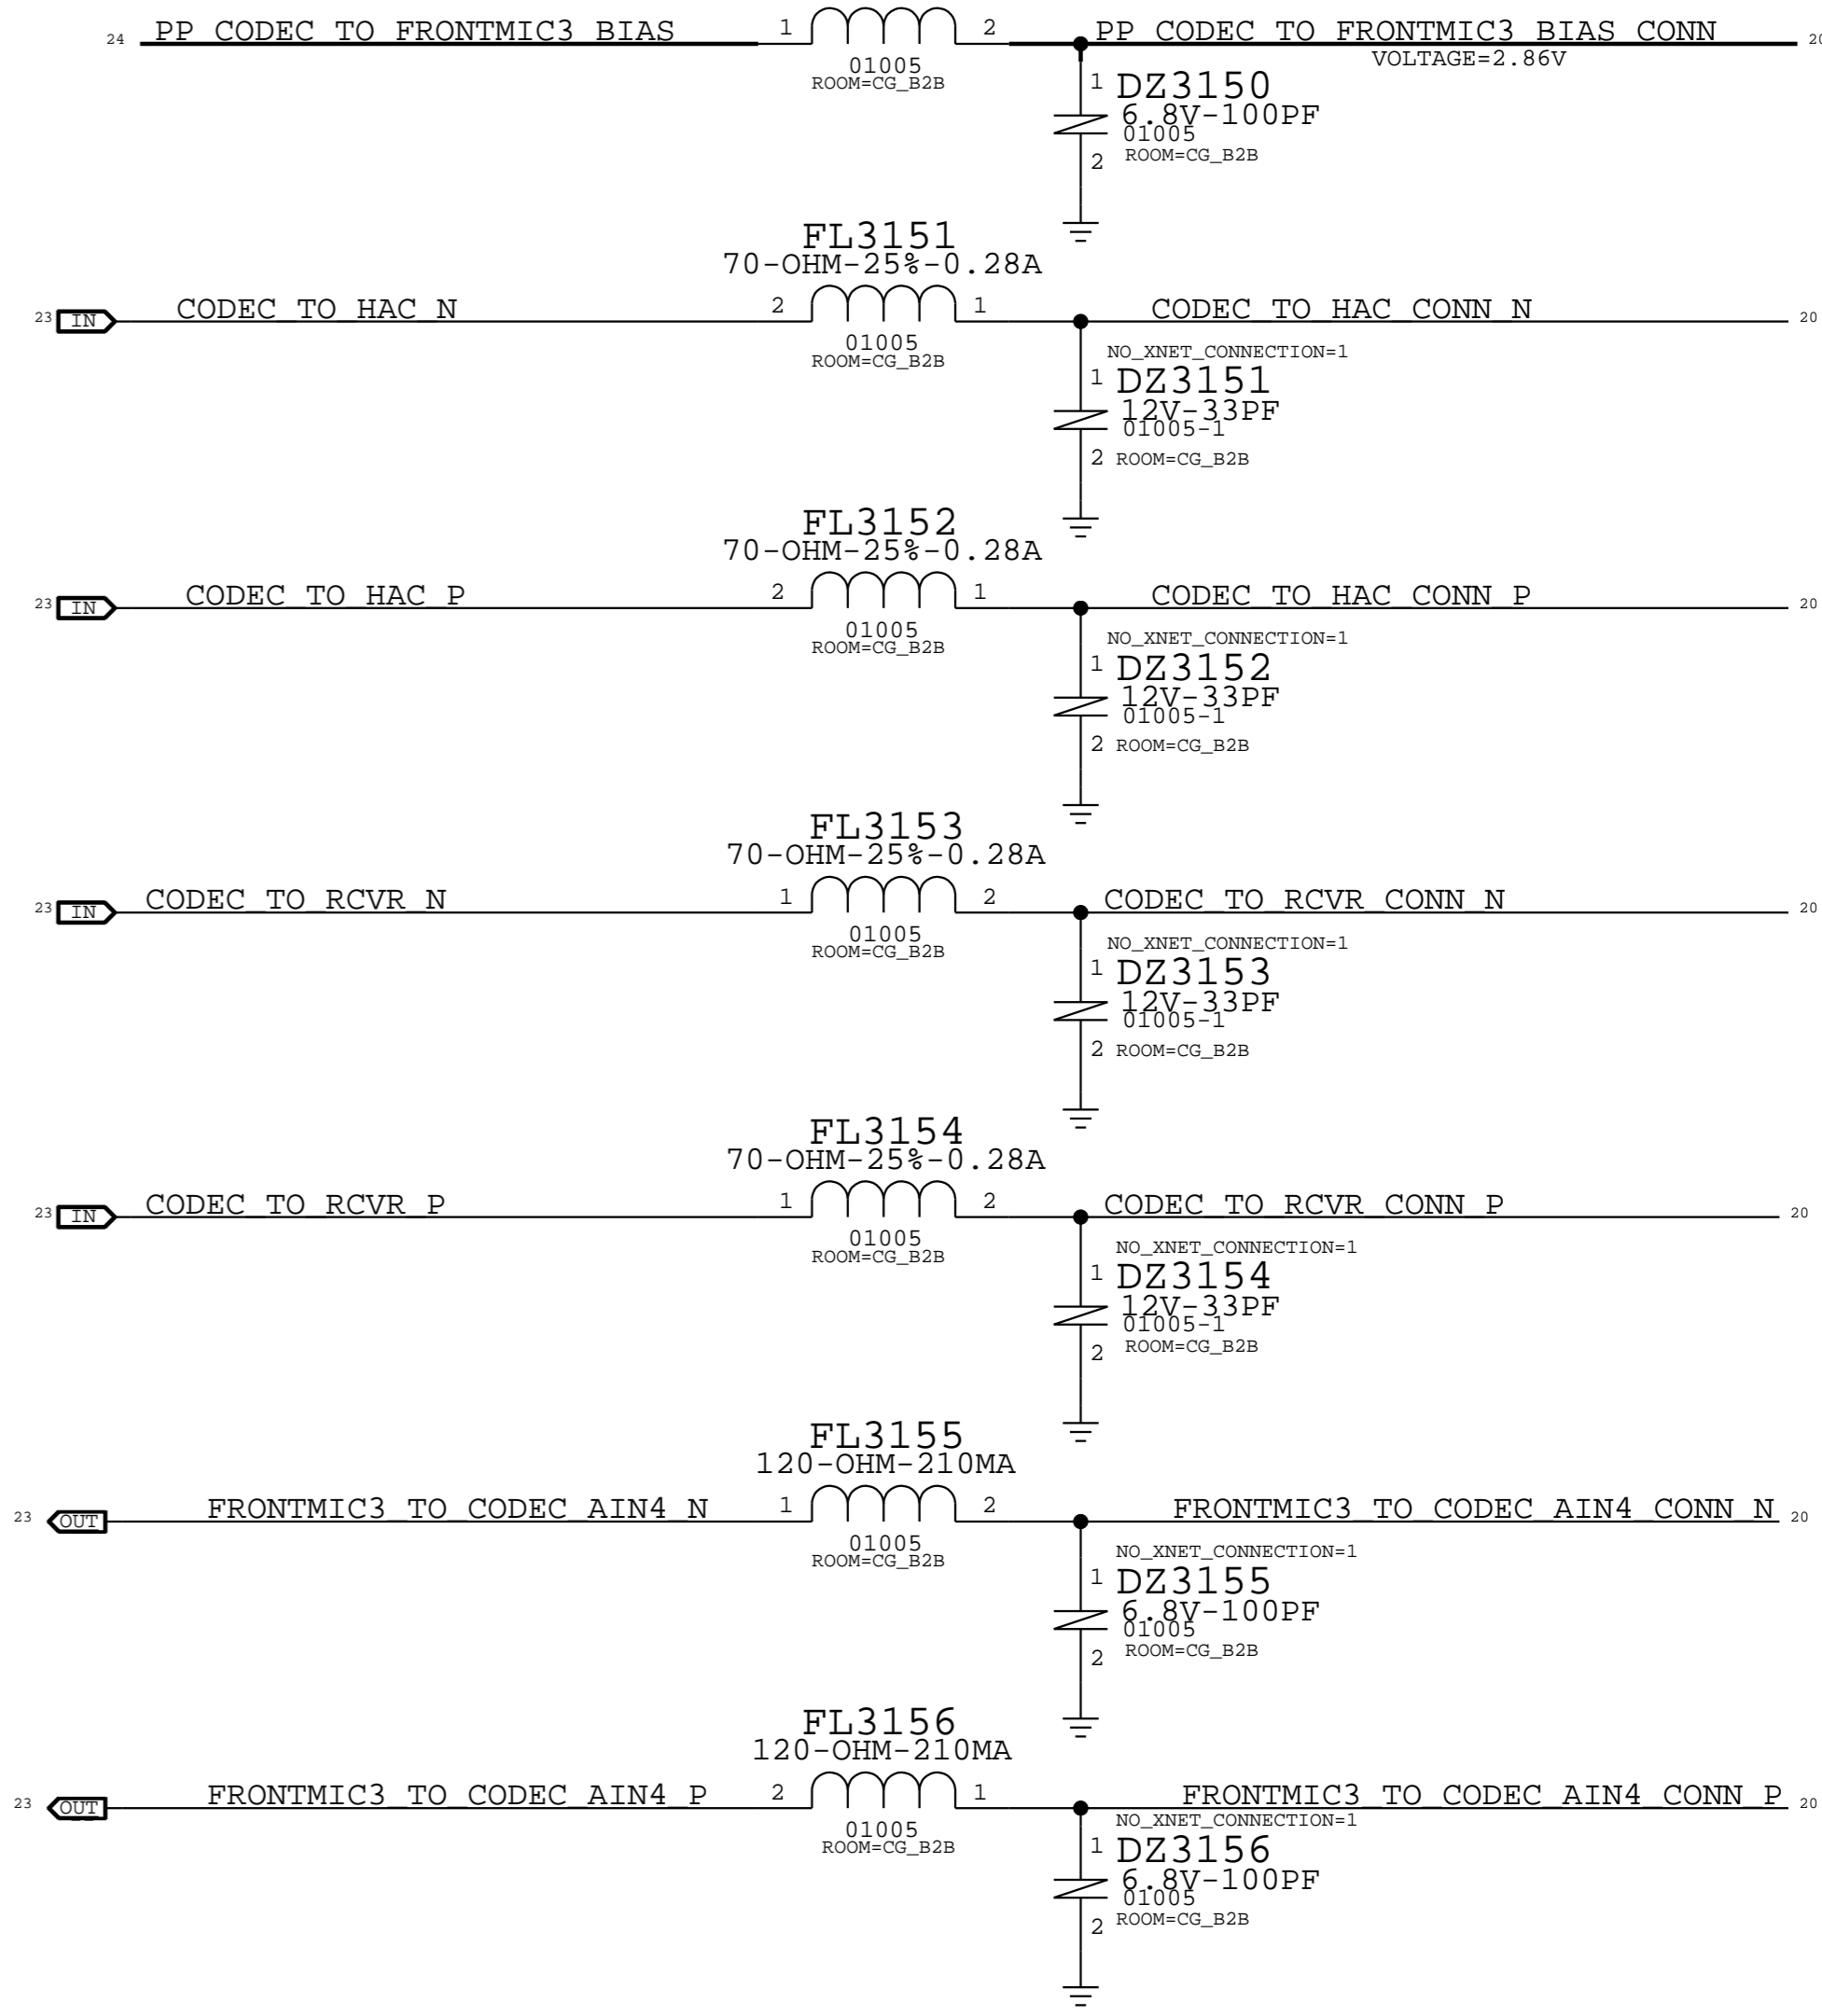 24 PP_CODEC_TO_FRONTMIC3_BIAS 1 2 PP_CODEC_TO_FRONTMIC3_BIAS_CONN
VOLTAGE=2.86V
01005
ROOM=CG_B2B
1 DZ3150
6.8V-100PF
01005
2 ROOM=CG_B2B
FL3151
70-OHM-25%-0.28A
23 IN CODEC_TO_HAC_N 2 1 CODEC_TO_HAC_CONN_N 20
01005
ROOM=CG_B2B
NO_XNET_CONNECTION=1
1 DZ3151
12V-33PF
01005-1
2 ROOM=CG_B2B
FL3152
70-OHM-25%-0.28A
23 IN CODEC_TO_HAC_P 2 1 CODEC_TO_HAC_CONN_P 20
01005
ROOM=CG_B2B
NO_XNET_CONNECTION=1
1 DZ3152
12V-33PF
01005-1
2 ROOM=CG_B2B
FL3153
70-OHM-25%-0.28A
23 IN CODEC_TO_RCVR_N 1 2 CODEC_TO_RCVR_CONN_N 20
01005
ROOM=CG_B2B
NO_XNET_CONNECTION=1
1 DZ3153
12V-33PF
01005-1
2 ROOM=CG_B2B
FL3154
70-OHM-25%-0.28A
23 IN CODEC_TO_RCVR_P 1 2 CODEC_TO_RCVR_CONN_P 20
01005
ROOM=CG_B2B
NO_XNET_CONNECTION=1
1 DZ3154
12V-33PF
01005-1
2 ROOM=CG_B2B
FL3155
120-OHM-210MA
23 OUT FRONTMIC3_TO_CODEC_AIN4_N 1 2 FRONTMIC3_TO_CODEC_AIN4_CONN_N 20
01005
ROOM=CG_B2B
NO_XNET_CONNECTION=1
1 DZ3155
6.8V-100PF
01005
2 ROOM=CG_B2B
FL3156
120-OHM-210MA
23 OUT FRONTMIC3_TO_CODEC_AIN4_P 2 1 FRONTMIC3_TO_CODEC_AIN4_CONN_P 20
01005
ROOM=CG_B2B
NO_XNET_CONNECTION=1
1 DZ3156
6.8V-100PF
01005
2 ROOM=CG_B2B